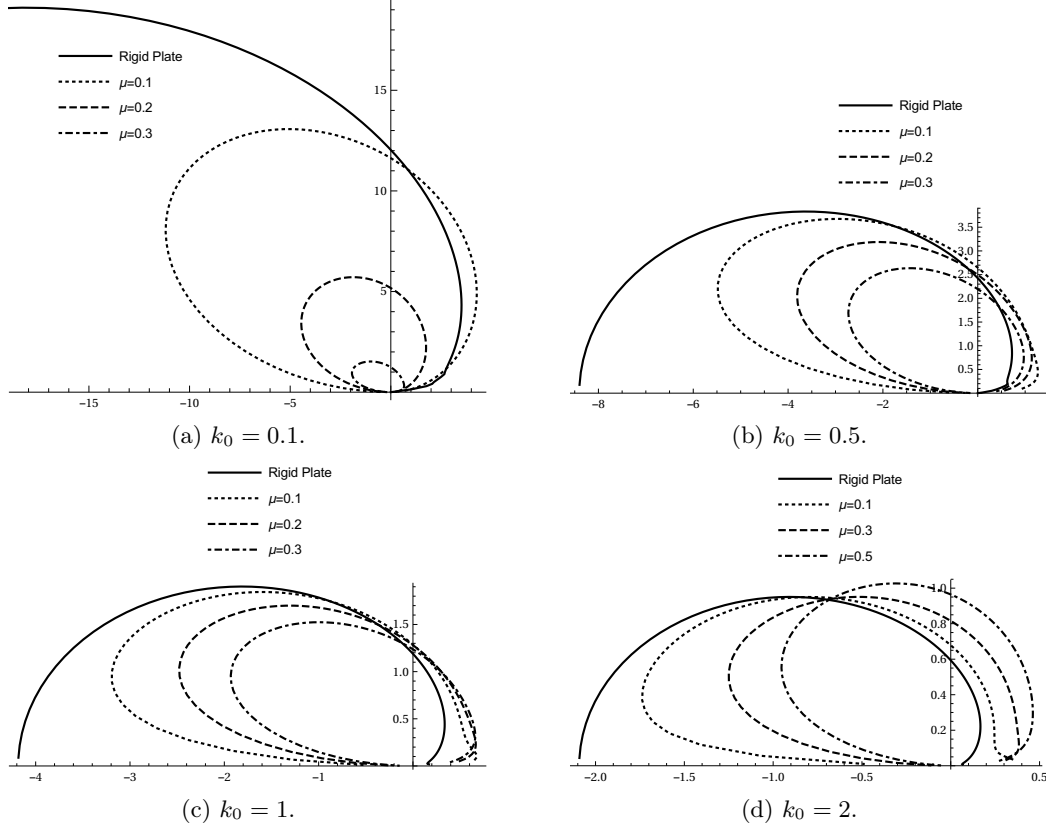 Rigid Plate
μ=0.1
μ=0.2
μ=0.3
15
10
5
−15 −10 −5
(a) k₀ = 0.1.
Rigid Plate
μ=0.1
μ=0.2
μ=0.3
3.5
3.0
2.5
2.0
1.5
1.0
0.5
−8 −6 −4 −2
(b) k₀ = 0.5.
Rigid Plate
μ=0.1
μ=0.2
μ=0.3
1.5
1.0
0.5
−4 −3 −2 −1
(c) k₀ = 1.
Rigid Plate
μ=0.1
μ=0.3
μ=0.5
1.0
0.8
0.6
0.4
0.2
−2.0 −1.5 −1.0 −0.5 0.5
(d) k₀ = 2.